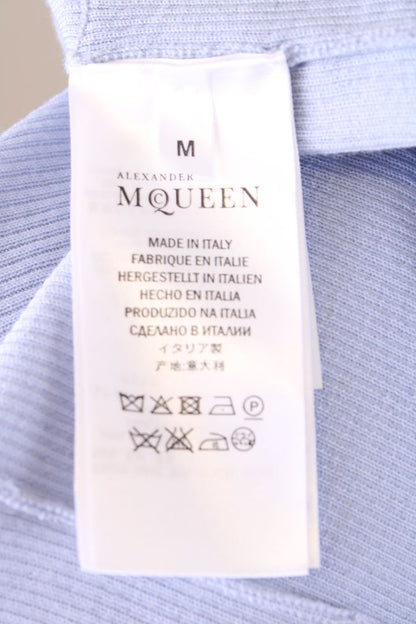 M
ALEXANDER
McQUEEN
MADE IN ITALY
FABRIQUE EN ITALIE
HERGESTELLT IN ITALIEN
HECHO EN ITALIA
PRODUZIDO NA ITALIA
СДЕЛАНО В ИТАЛИИ
イタリア製
产地:意大利
P